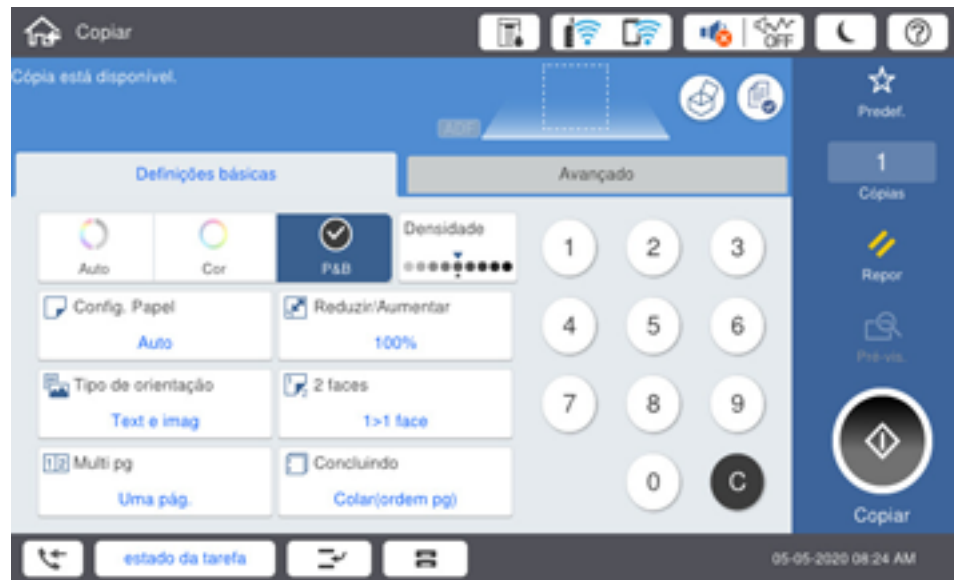 Copiar
OFF
Cópia está disponível.
ADF
Predef.
Definições básicas
Avançado
1
Cópias
Auto
Cor
P&B
Densidade
1
2
3
Repor
Config. Papel
Auto
Reduzir/Aumentar
100%
4
5
6
Pré-vis.
Tipo de orientação
Text e imag
2 faces
1>1 face
7
8
9
1 2 Multi pg
Uma pág.
Concluindo
Colar(ordem pg)
0
C
Copiar
estado da tarefa
05-05-2020 08:24 AM